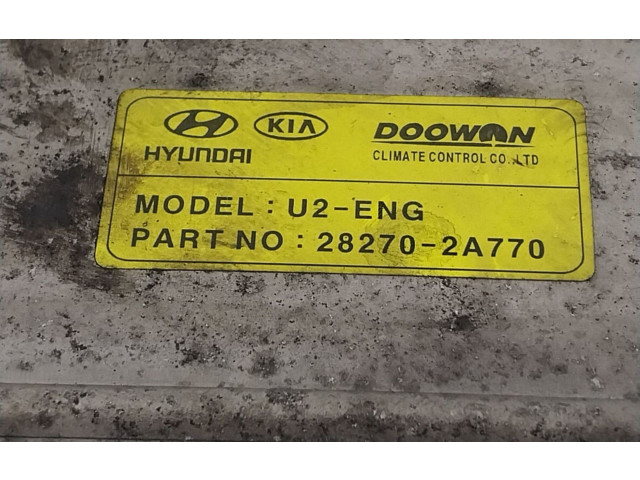 HYUNDAI KIA DOOWON
CLIMATE CONTROL CO.,LTD
MODEL : U2-ENG
PART NO : 28270-2A770